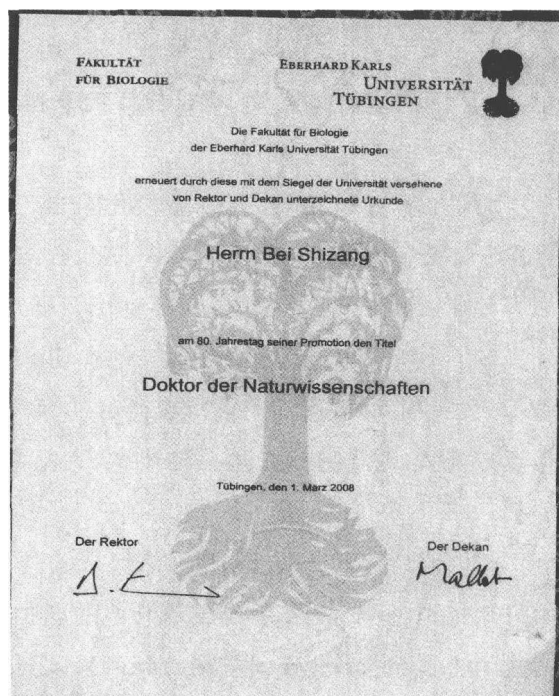 FAKULTÄT
FÜR BIOLOGIE
EBERHARD KARLS
UNIVERSITÄT
TÜBINGEN
Die Fakultät für Biologie
der Eberhard Karls Universität Tübingen
erneuert durch diese mit dem Siegel der Universität versehene
von Rektor und Dekan unterzeichnete Urkunde
Herrn Bei Shizang
am 80. Jahrestag seiner Promotion den Titel
Doktor der Naturwissenschaften
Tübingen, den 1. März 2008
Der Rektor
Der Dekan